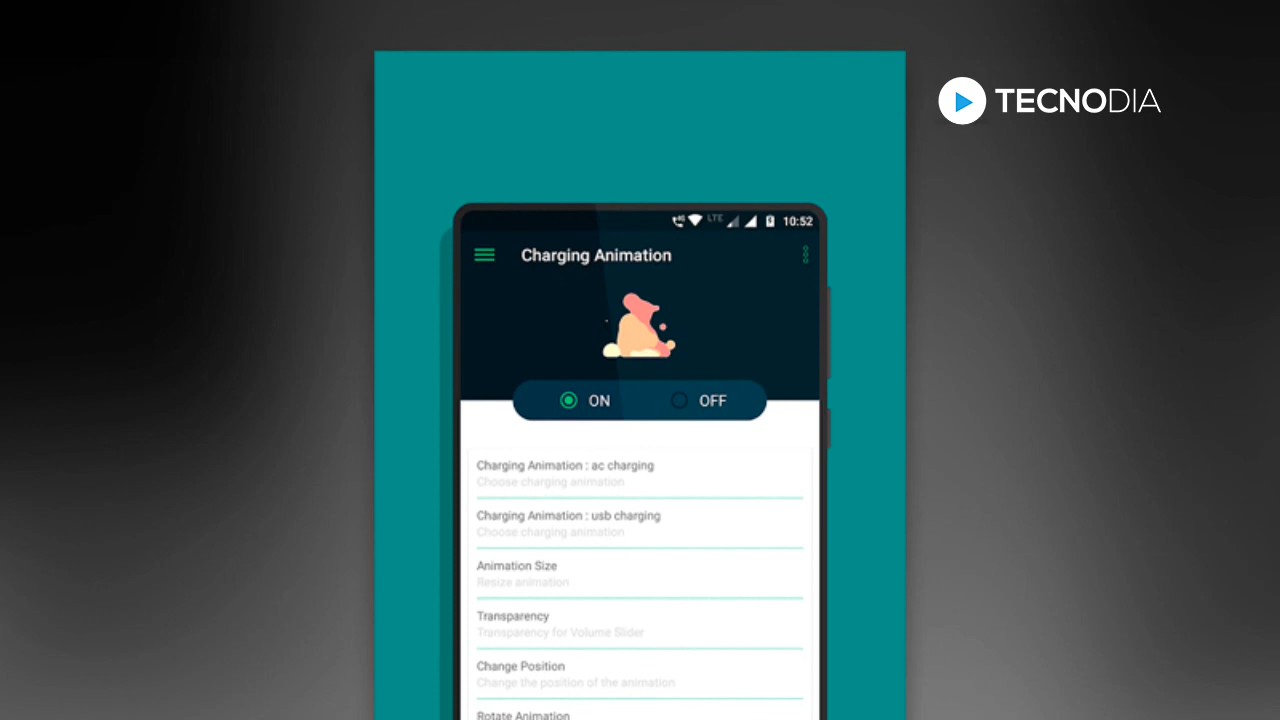 TECNODIA
LTE 10:52
Charging Animation
ON OFF
Charging Animation : ac charging
Choose charging animation
Charging Animation : usb charging
Choose charging animation
Animation Size
Resize animation
Transparency
Transparency for Volume Slider
Change Position
Change the position of the animation
Rotate Animation